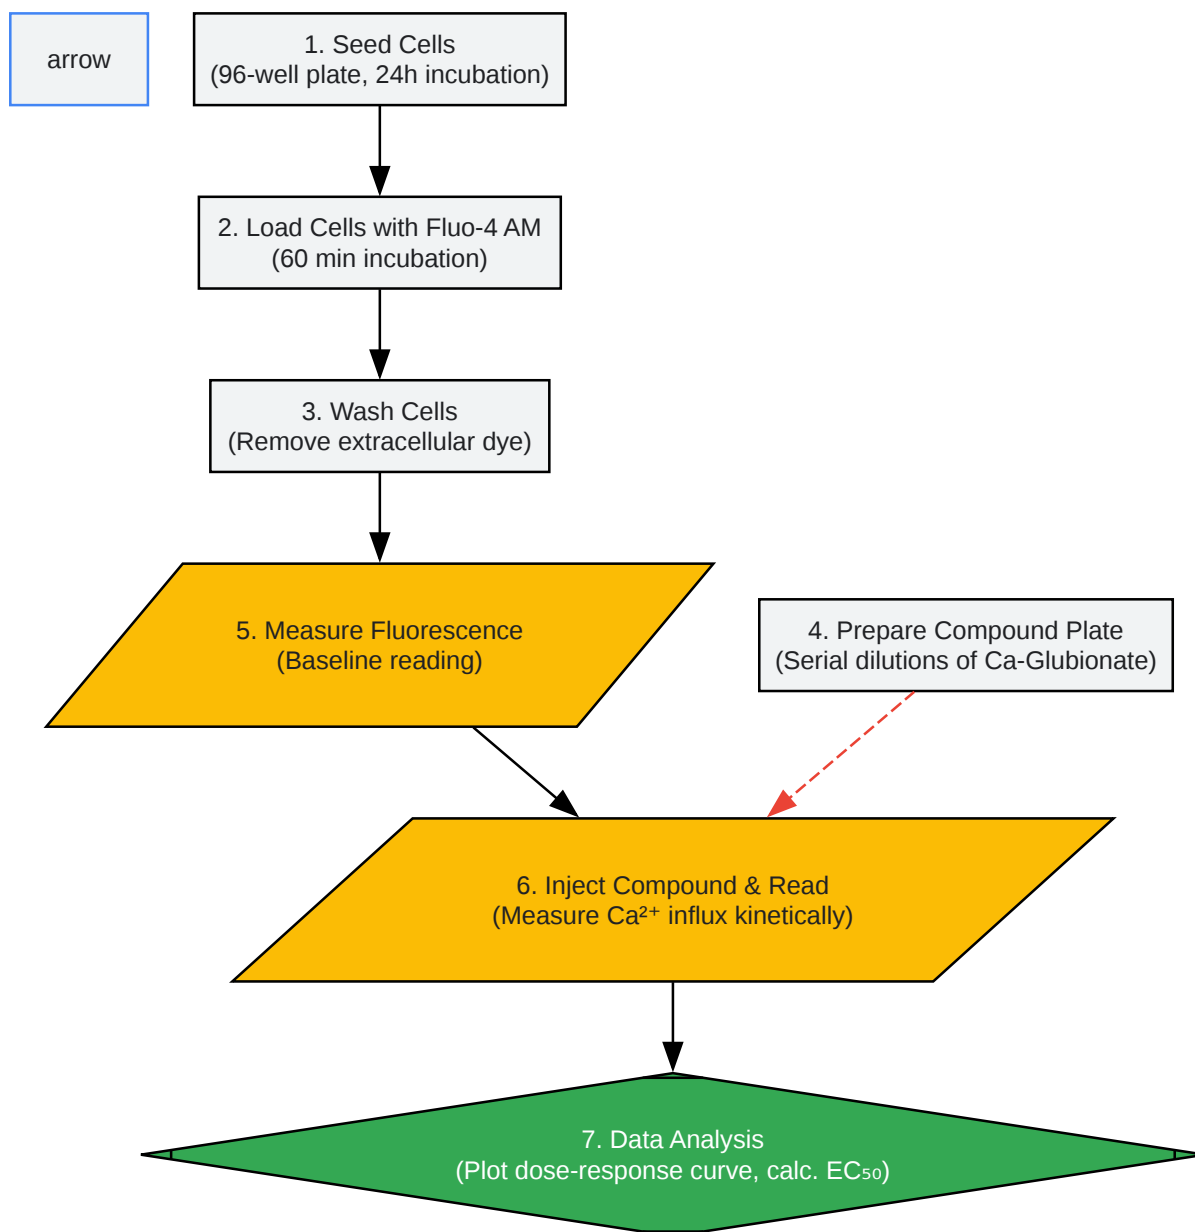 arrow
1. Seed Cells
(96-well plate, 24h incubation)
2. Load Cells with Fluo-4 AM
(60 min incubation)
3. Wash Cells
(Remove extracellular dye)
5. Measure Fluorescence
(Baseline reading)
4. Prepare Compound Plate
(Serial dilutions of Ca-Glubionate)
6. Inject Compound & Read
(Measure Ca²⁺ influx kinetically)
7. Data Analysis
(Plot dose-response curve, calc. EC₅₀)